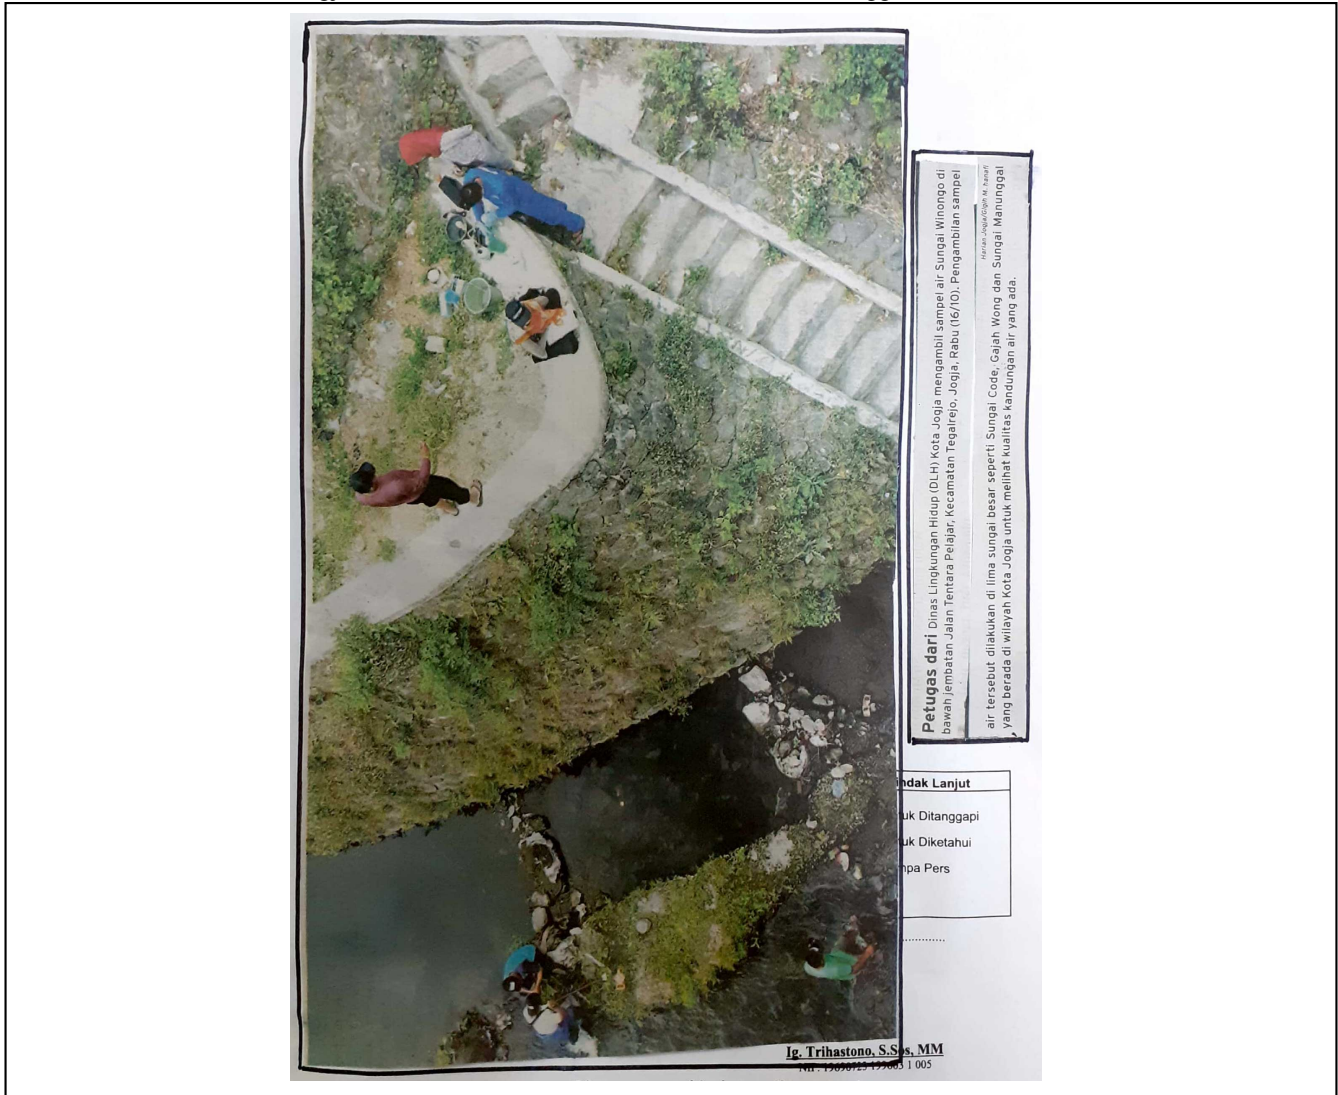 Petugas dari Dinas Lingkungan Hidup (DLH) Kota Jogja mengambil sampel air Sungai Winongo di
bawah jembatan Jalan Tentara Pelajar, Kecamatan Tegalrejo, Jogja, Rabu (16/10). Pengambilan sampel
Harian Jogja/Gigih M. hanafi
air tersebut dilakukan di lima sungai besar seperti Sungai Code, Gajah Wong dan Sungai Manunggal
yang berada di wilayah Kota Jogja untuk melihat kualitas kandungan air yang ada.
indak Lanjut
uk Ditanggapi
uk Diketahui
npa Pers
Ig. Trihastono, S.Sos, MM
1 005